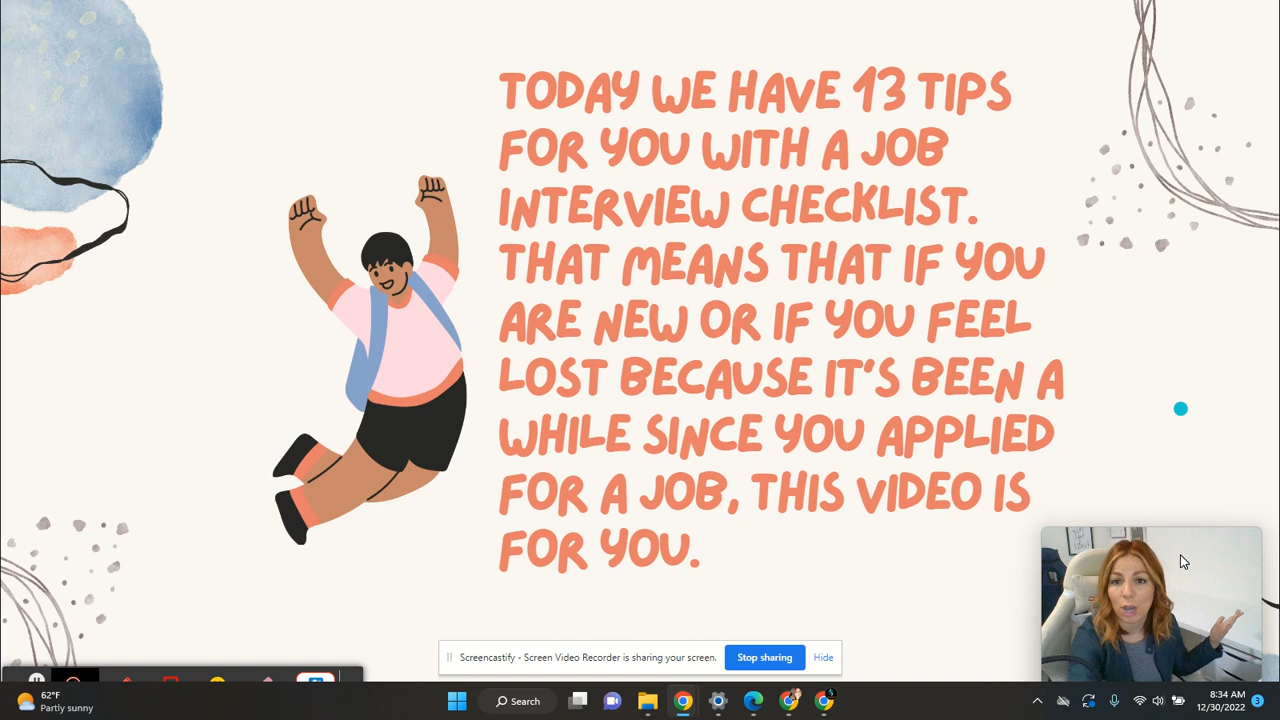 TODAY WE HAVE 13 TIPS
FOR YOU WITH A JOB
INTERVIEW CHECKLIST.
THAT MEANS THAT IF YOU
ARE NEW OR IF YOU FEEL
LOST BECAUSE IT'S BEEN A
WHILE SINCE YOU APPLIED
FOR A JOB, THIS VIDEO IS
FOR YOU.
Screencastify - Screen Video Recorder is sharing your screen.
Stop sharing
Hide
62°F
Partly sunny
Search
8:34 AM
12/30/2022
3